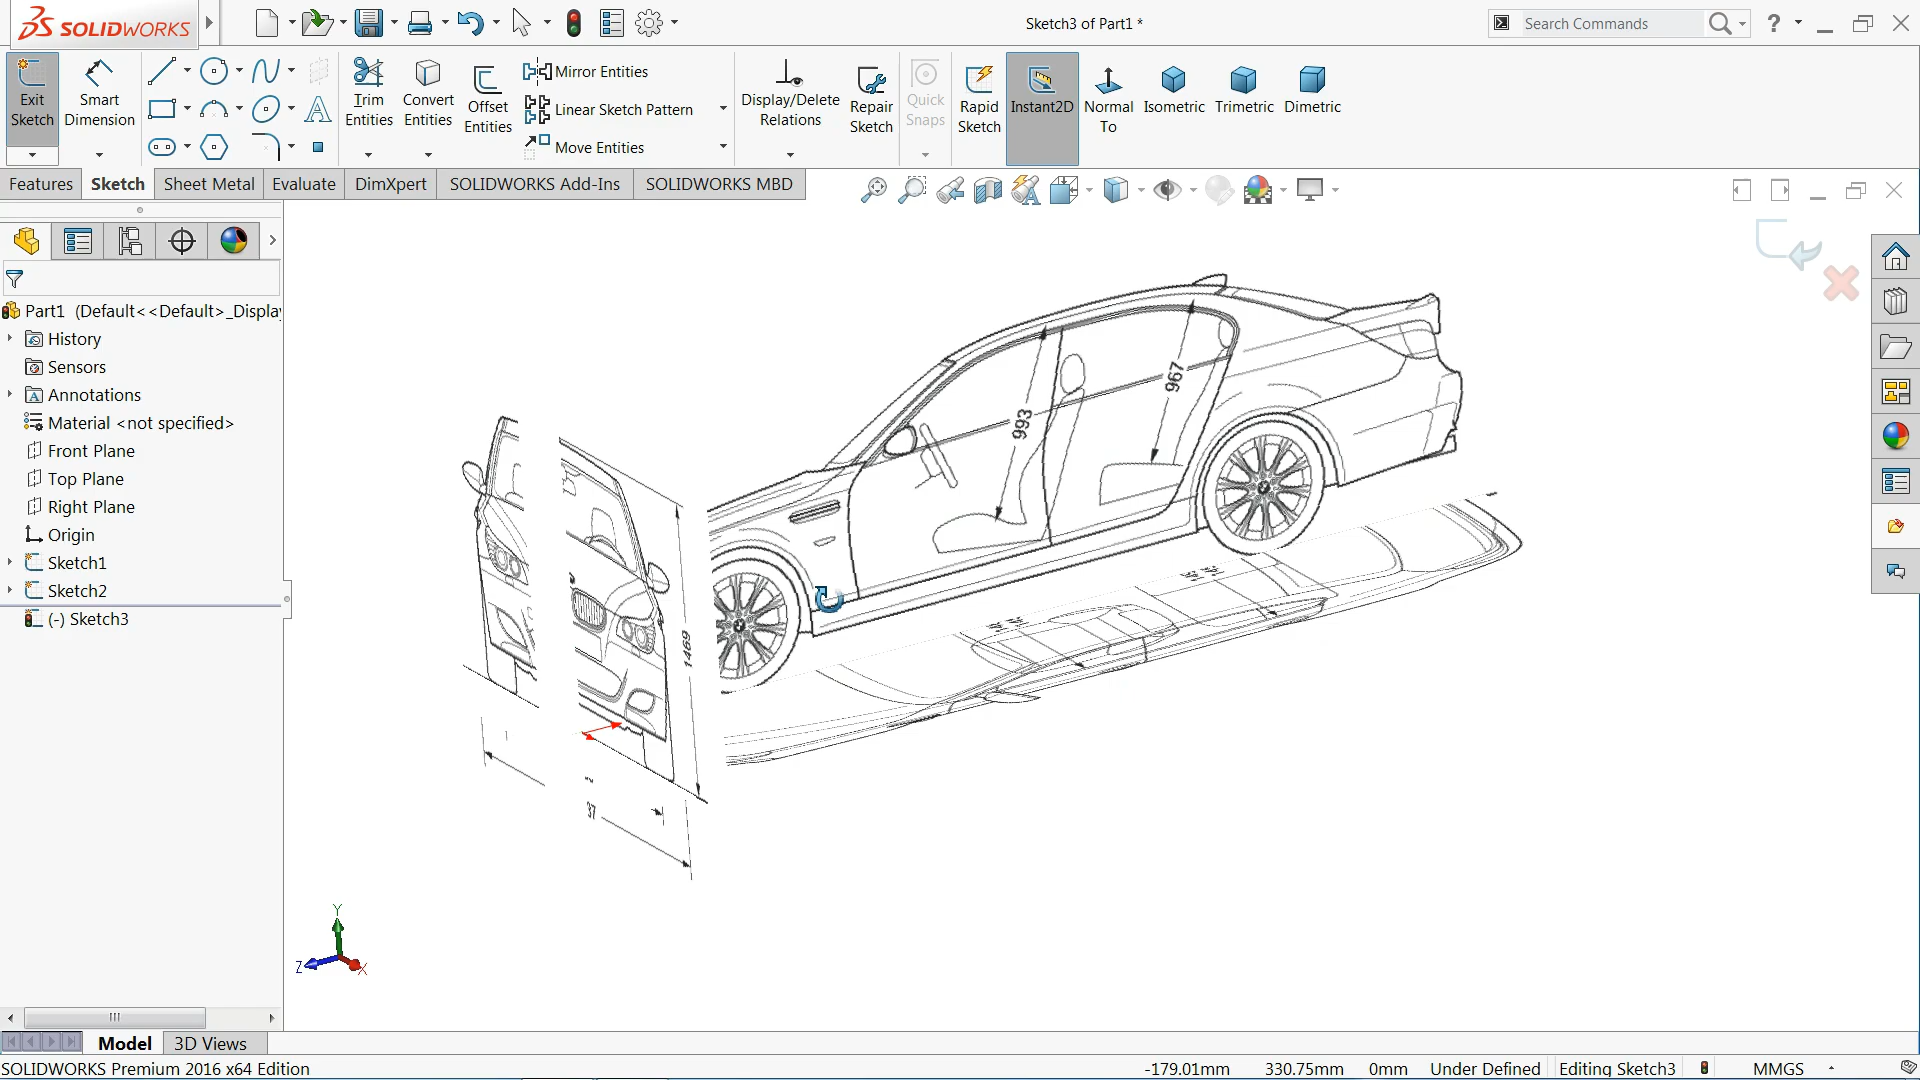 SOLIDWORKS
Sketch3 of Part1 *
Search Commands
?
Exit Sketch
Smart Dimension
Trim Entities
Convert Entities
Offset Entities
Mirror Entities
Linear Sketch Pattern
Move Entities
Display/Delete Relations
Repair Sketch
Quick Snaps
Rapid Sketch
Instant2D
Normal To
Isometric
Trimetric
Dimetric
Features
Sketch
Sheet Metal
Evaluate
DimXpert
SOLIDWORKS Add-Ins
SOLIDWORKS MBD
Part1 (Default<<Default>_Displa
History
Sensors
Annotations
Material <not specified>
Front Plane
Top Plane
Right Plane
Origin
Sketch1
Sketch2
(-) Sketch3
993
967
1469
37
Y
Z
X
Model
3D Views
SOLIDWORKS Premium 2016 x64 Edition
-179.01mm
330.75mm
0mm
Under Defined
Editing Sketch3
MMGS